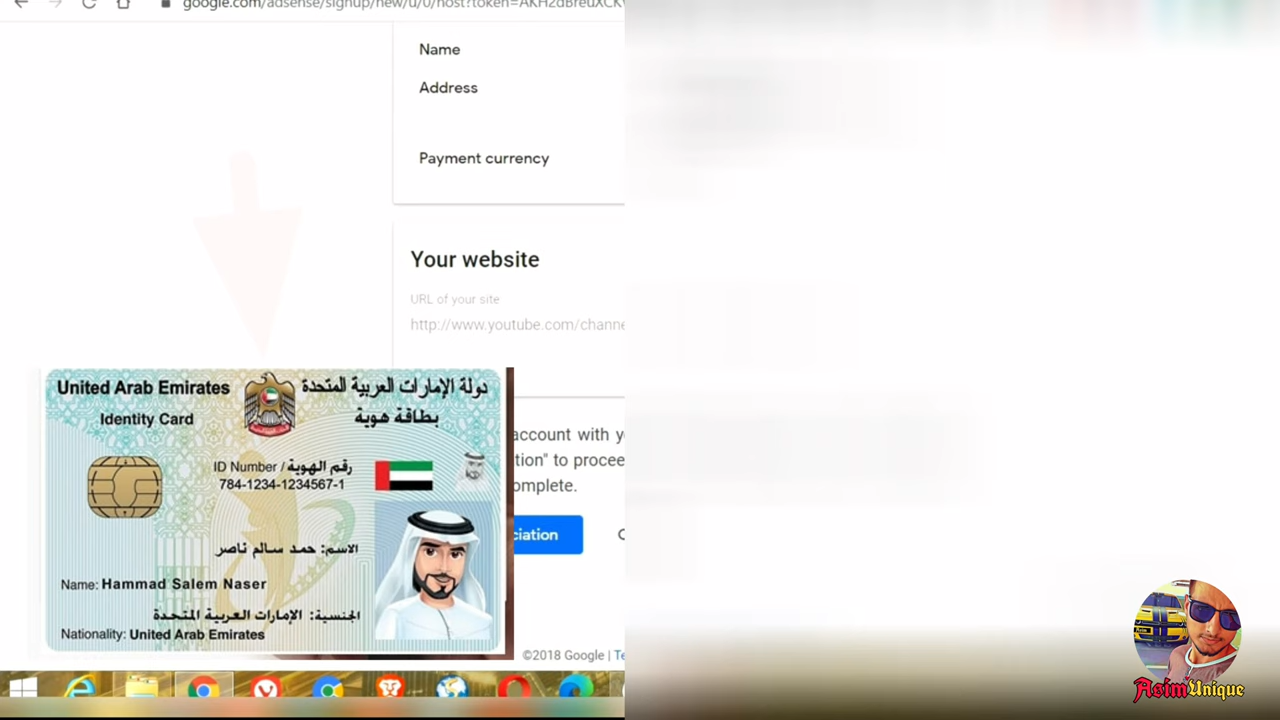 google.com/adsense/signup/new/u/0/host?token=
Name
Address
Payment currency
Your website
URL of your site
http://www.youtube.com/channe
account with
to procee
omplete.
ciation
©2018 Google |
United Arab Emirates
دولة الإمارات العربية المتحدة
Identity Card
بطاقة هوية
ID Number / رقم الهوية
784-1234-1234567-1
الاسم: حمد سالم ناصر
Name: Hammad Salem Naser
الجنسية: الإمارات العربية المتحدة
Nationality: United Arab Emirates
AsimUnique